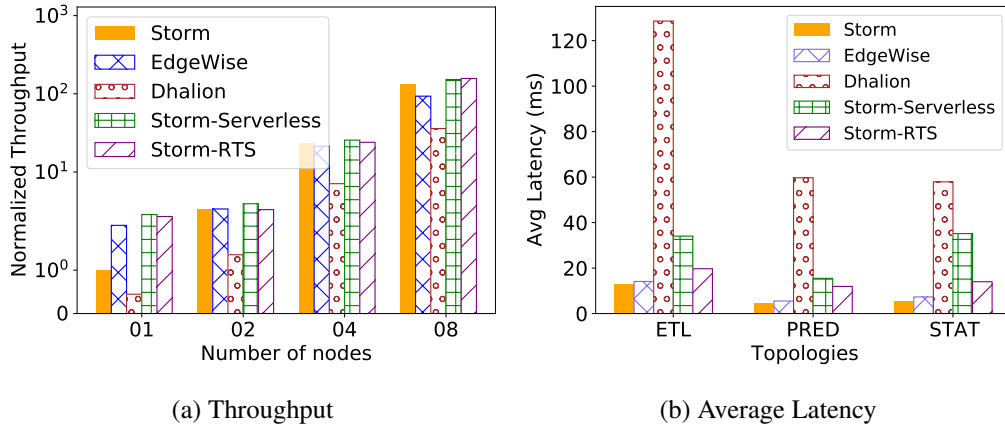 Normalized Throughput
10³
10²
10¹
10⁰
0
Storm
EdgeWise
Dhalion
Storm-Serverless
Storm-RTS
01 02 04 08
Number of nodes
(a) Throughput
Avg Latency (ms)
120
100
80
60
40
20
0
Storm
EdgeWise
Dhalion
Storm-Serverless
Storm-RTS
ETL PRED STAT
Topologies
(b) Average Latency